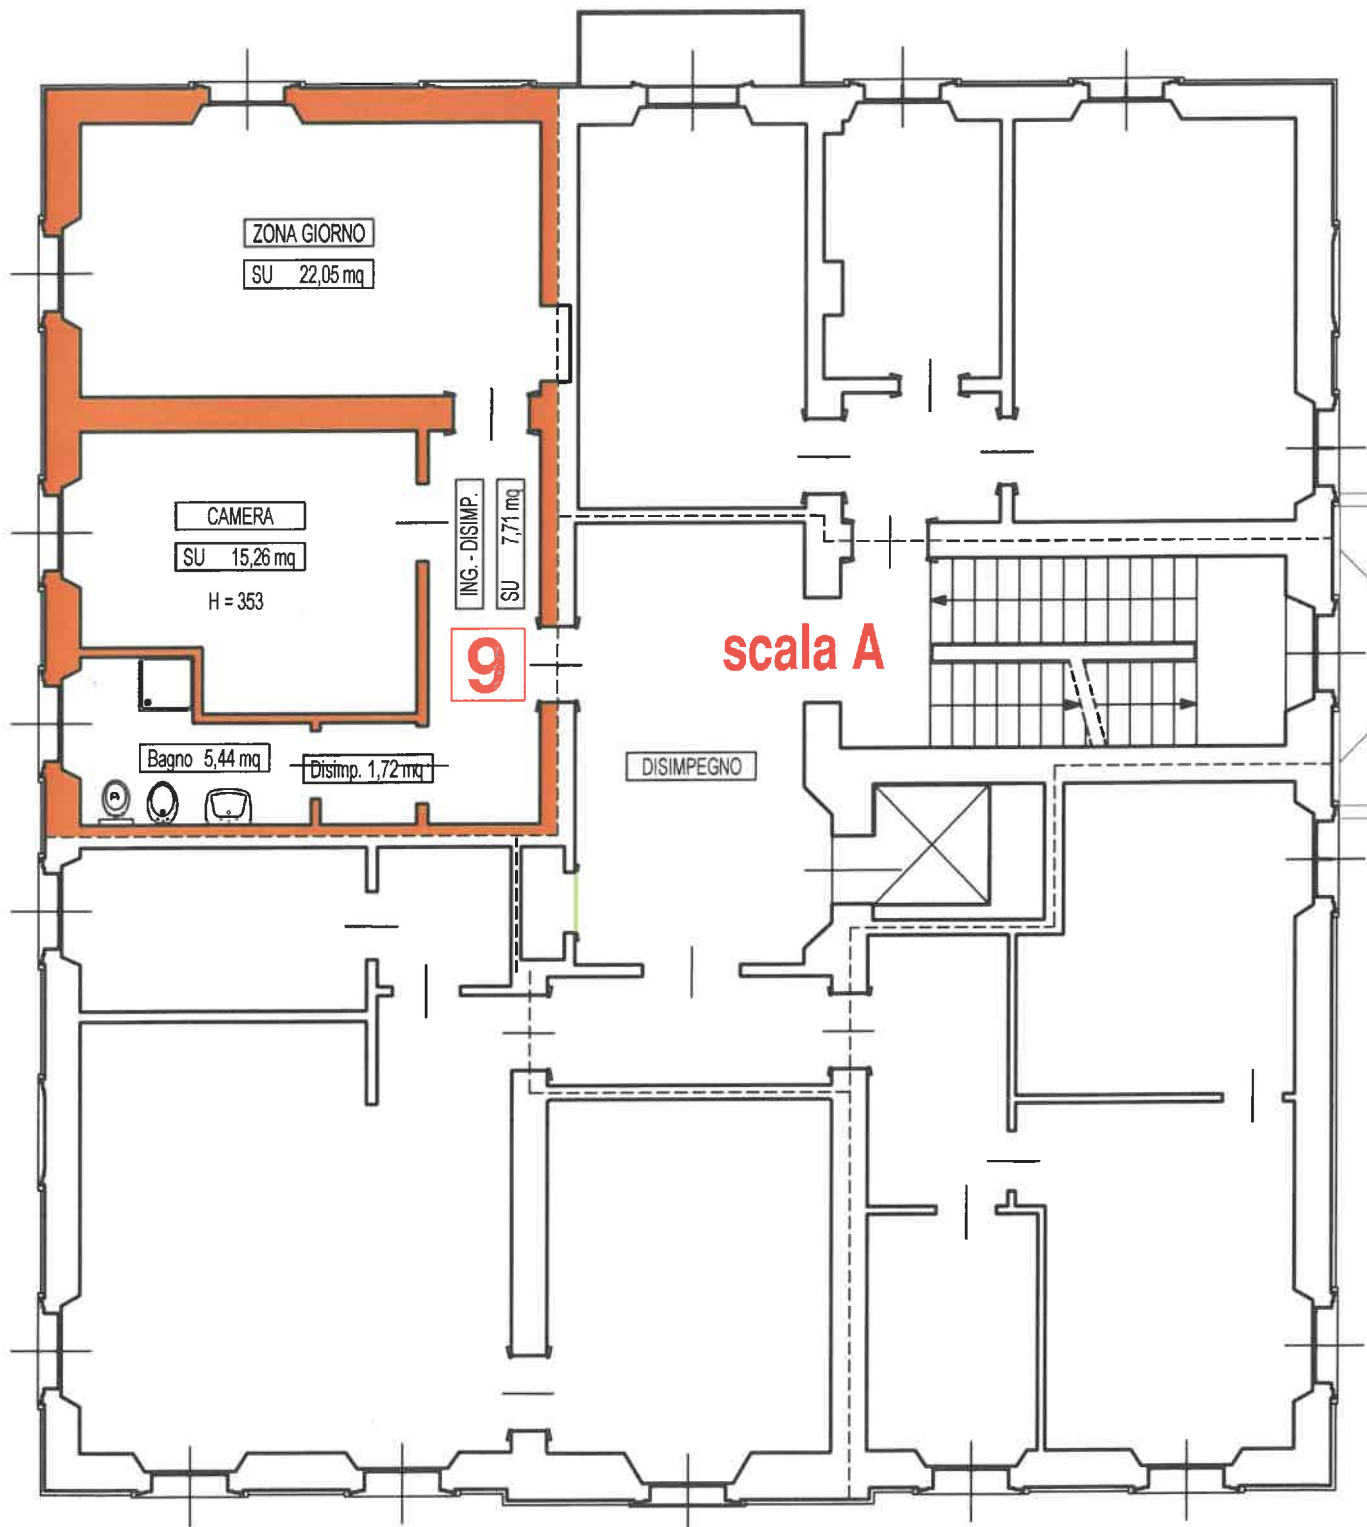 ZONA GIORNO
SU 22,05 mq
CAMERA
SU 15,26 mq
H = 353
ING. - DISIMP.
SU 7,71 mq
9
scala A
Bagno 5,44 mq
Disimp. 1,72 mq
DISIMPEGNO